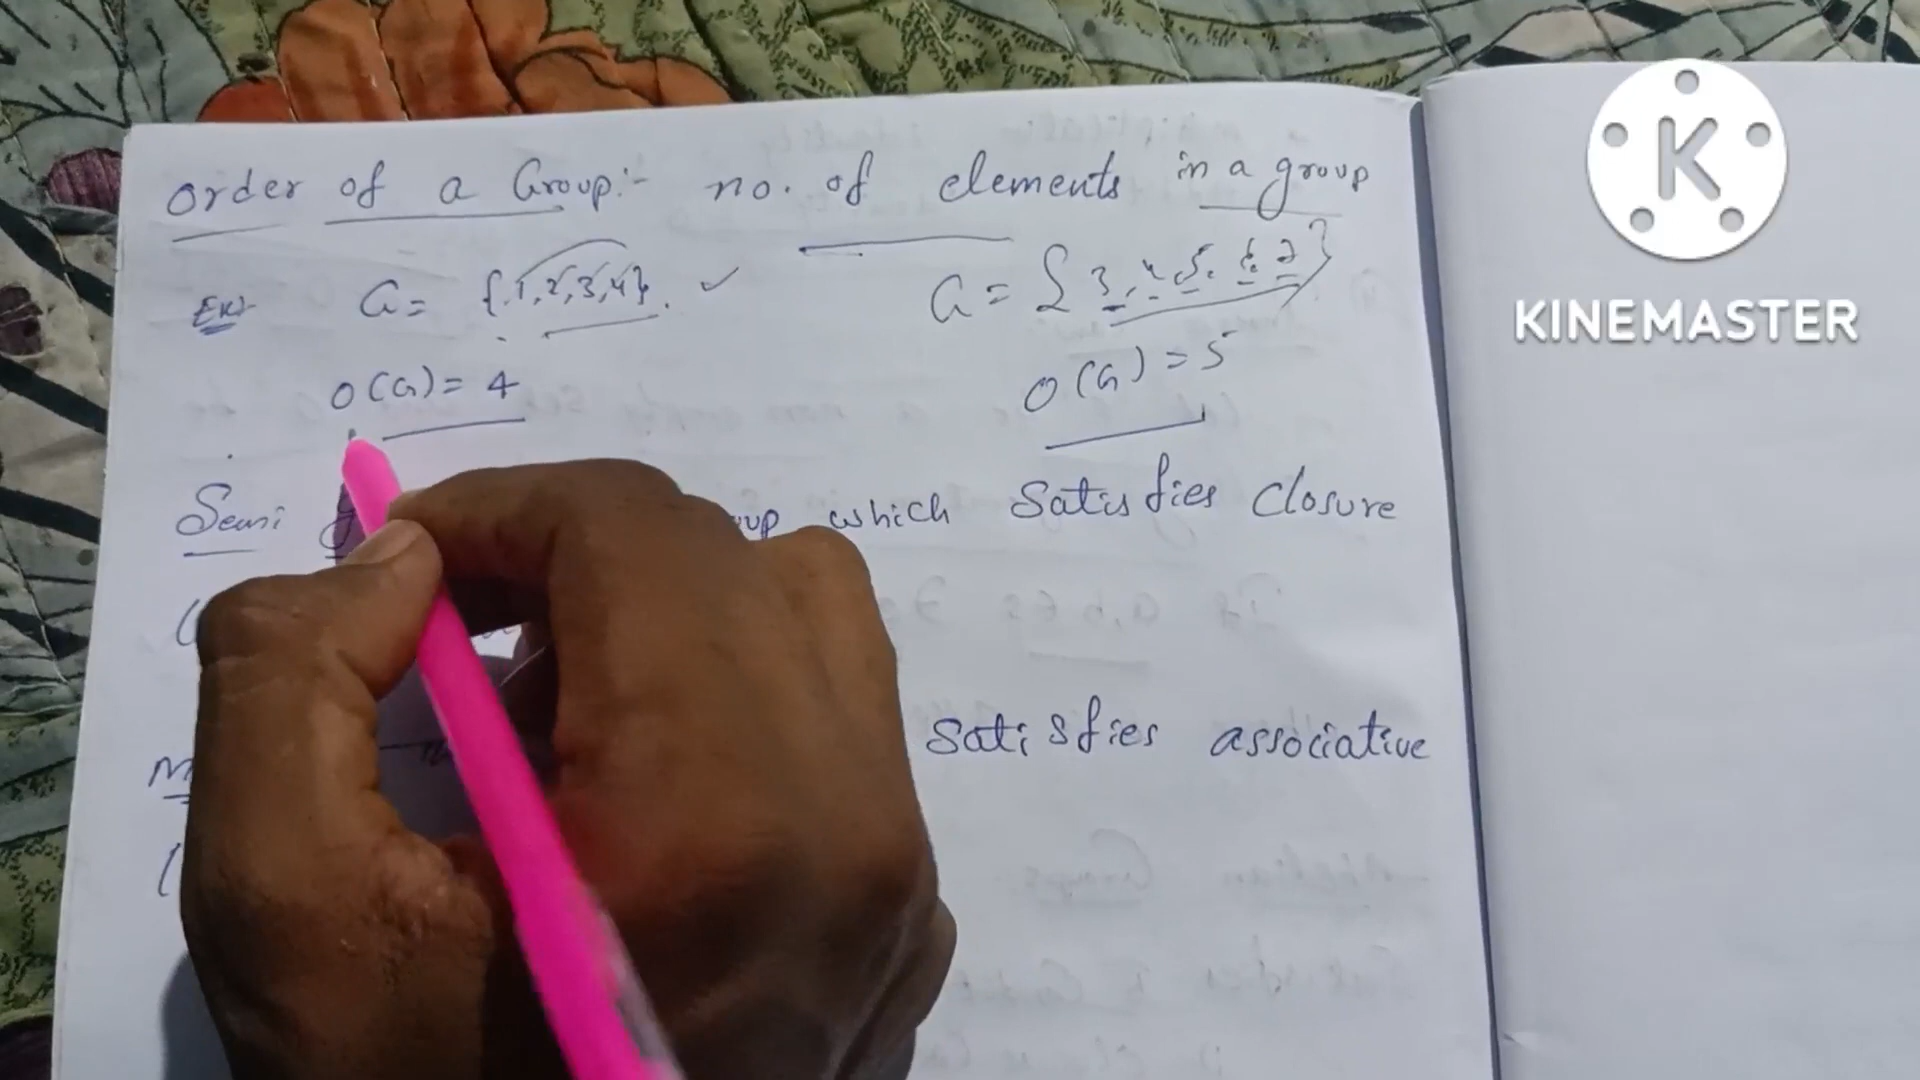 order of a Group:- no. of elements in a group
Ex:- G = {1,2,3,4} ✓ G = { 3, 4, 5, 6, 7 }
O(G) = 4 O(G) = 5
Semi which Satisfies Closure
Satisfies associative
KINEMASTER